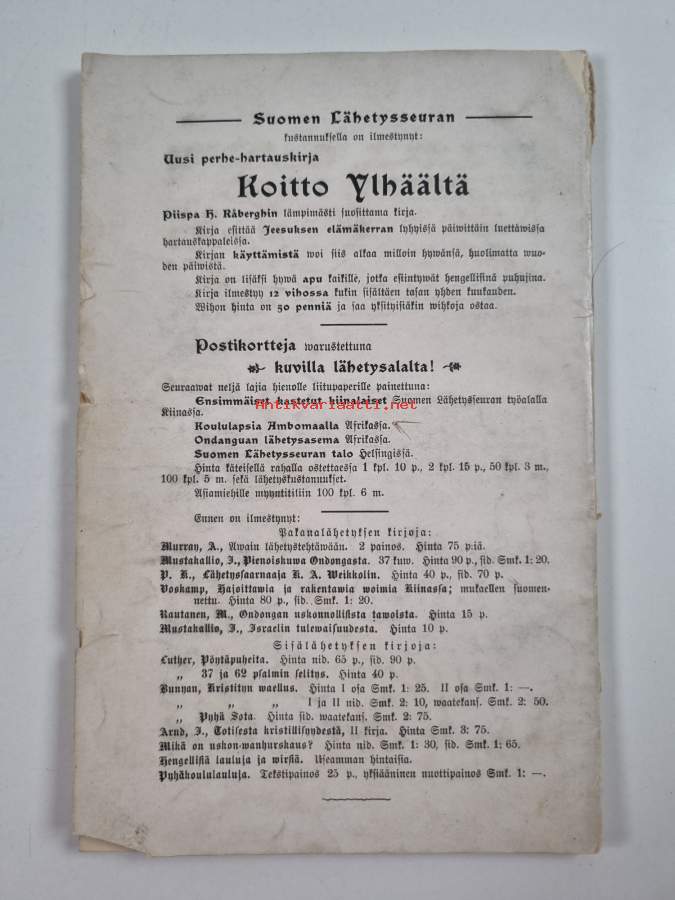 Suomen Lähetysseuran
kustannuksella on ilmestynyt:
Uusi perhe-hartauskirja
Koitto Ylhäältä
Piispa H. Råberghin lämpimästi suosittama kirja.
Kirja esittää Jeesuksen elämäkerran lyhyissä päiwittäin luettawissa
hartauskappaleissa.
Kirjan käyttämistä woi siis alkaa milloin hywänsä, huolimatta wuo-
den päiwistä.
Kirja on lisäksi hywä apu kaikille, jotka esiintywät hengellisinä puhujina.
Kirja ilmestyy 12 vihossa kukin sisältäen tasan yhden kuukauden.
Wihon hinta on 50 penniä ja saa yksityisiäkin wihkoja ostaa.
Postikortteja warustettuna
kuvilla lähetysalalta!
Seuraawat neljä lajia hienolle liitupaperille painettuna:
Ensimmäiset kastetut kiinalaiset Suomen Lähetysseuran työalalla
Kiinassa.
Antikvariaatti.net
Koululapsia Ambomaalla Afrikassa.
Ondanguan lähetysasema Afrikassa.
Suomen Lähetysseuran talo Helsingissä.
Hinta käteisellä rahalla ostettaessa 1 kpl. 10 p., 2 kpl. 15 p., 50 kpl. 3 m.,
100 kpl. 5 m. sekä lähetyskustannukset.
Asiamiehille myyntitiliin 100 kpl. 6 m.
Ennen on ilmestynyt:
Pakanalähetyksen kirjoja:
Murray, A., Awain lähetystehtäwään. 2 painos. Hinta 75 p:iä.
Mustakallio, J., Pienoiskuwa Ondongasta. 37 kuw. Hinta 90 p., sid. Smk. 1: 20.
P. K., Lähetyssaarnaaja K. A. Weikkolin. Hinta 40 p., sid. 70 p.
Voskamp, Hajoittawia ja rakentawia woimia Kiinassa; mukaellen suomen-
nettu. Hinta 80 p., sid. Smk. 1: 20.
Rautanen, M., Ondongan uskonnollisista tawoista. Hinta 15 p.
Mustakallio, J., Israelin tulewaisuudesta. Hinta 10 p.
Sisälähetyksen kirjoja:
Luther, Pöytäpuheita. Hinta nid. 65 p., sid. 90 p.
„ 37 ja 62 psalmin selitys. Hinta 40 p.
Bunyan, Kristityn waellus. Hinta I osa Smk. 1: 25. II osa Smk. 1: —.
„ „ „ I ja II nid. Smk. 2: 10, waatekans. Smk. 2: 50.
„ Pyhä Sota. Hinta sid. waatekans. Smk. 2: 75.
Arnd, J., Totisesta kristillisyydestä, II kirja. Hinta Smk. 3: 75.
Mikä on uskon-wanhurskaus? Hinta nid. Smk. 1: 30, sid. Smk. 1: 65.
Hengellisiä lauluja ja wirsiä. Useamman hintaisia.
Pyhäkoululauluja. Tekstipainos 25 p., yksiääninen nuottipainos Smk. 1: —.